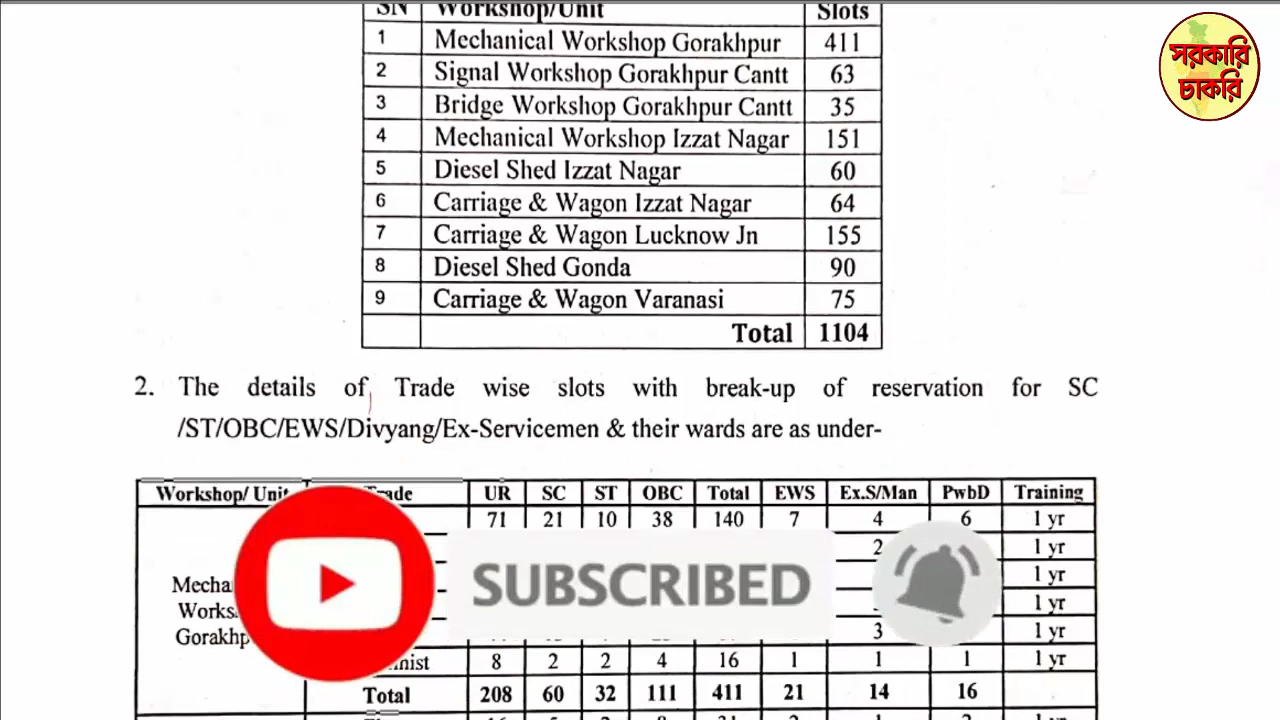 SN Workshop/Unit Slots
1 Mechanical Workshop Gorakhpur 411
2 Signal Workshop Gorakhpur Cantt 63
3 Bridge Workshop Gorakhpur Cantt 35
4 Mechanical Workshop Izzat Nagar 151
5 Diesel Shed Izzat Nagar 60
6 Carriage & Wagon Izzat Nagar 64
7 Carriage & Wagon Lucknow Jn 155
8 Diesel Shed Gonda 90
9 Carriage & Wagon Varanasi 75
Total 1104
সরকারি
চাকরি
2. The details of Trade wise slots with break-up of reservation for SC
/ST/OBC/EWS/Divyang/Ex-Servicemen & their wards are as under-
Workshop/ Unit UR SC ST OBC Total EWS Ex.S/Man PwbD Training
71 21 10 38 140 7 4 6 1 yr
2 1 yr
1 yr
1 yr
3 1 yr
8 2 2 4 16 1 1 1 1 yr
Total 208 60 32 111 411 21 14 16
SUBSCRIBED